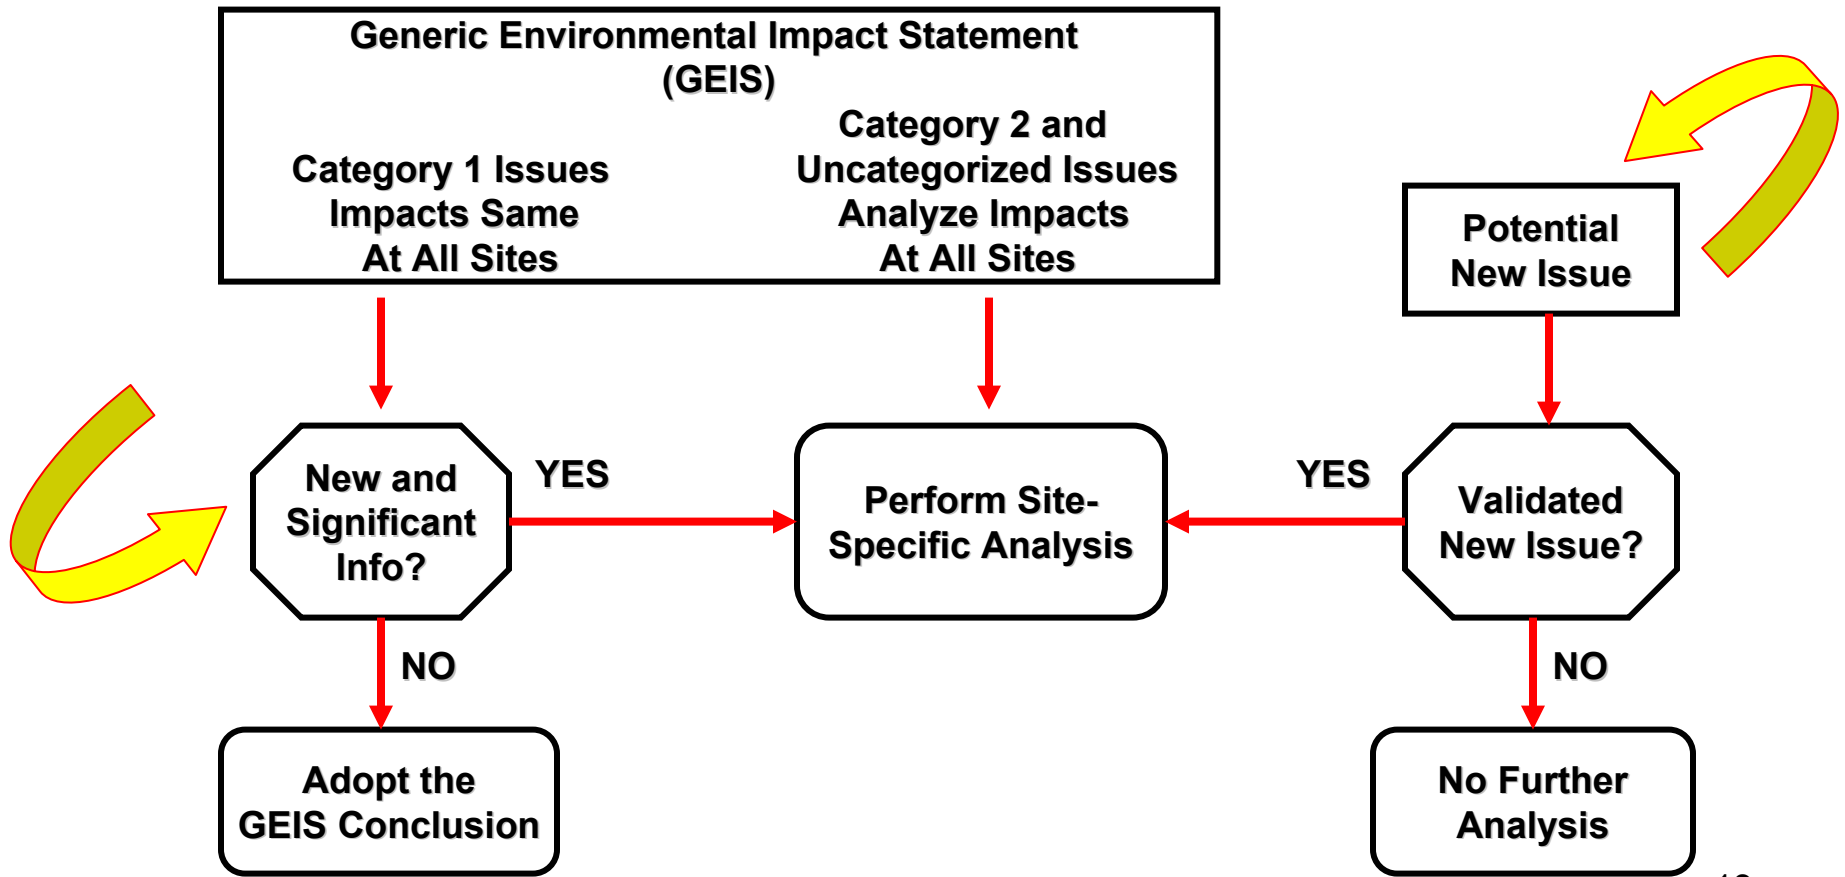 Generic Environmental Impact Statement
(GEIS)
Category 1 Issues
Impacts Same
At All Sites
Category 2 and
Uncategorized Issues
Analyze Impacts
At All Sites
Potential
New Issue
New and
Significant
Info?
YES
Perform Site-
Specific Analysis
YES
Validated
New Issue?
NO
NO
Adopt the
GEIS Conclusion
No Further
Analysis